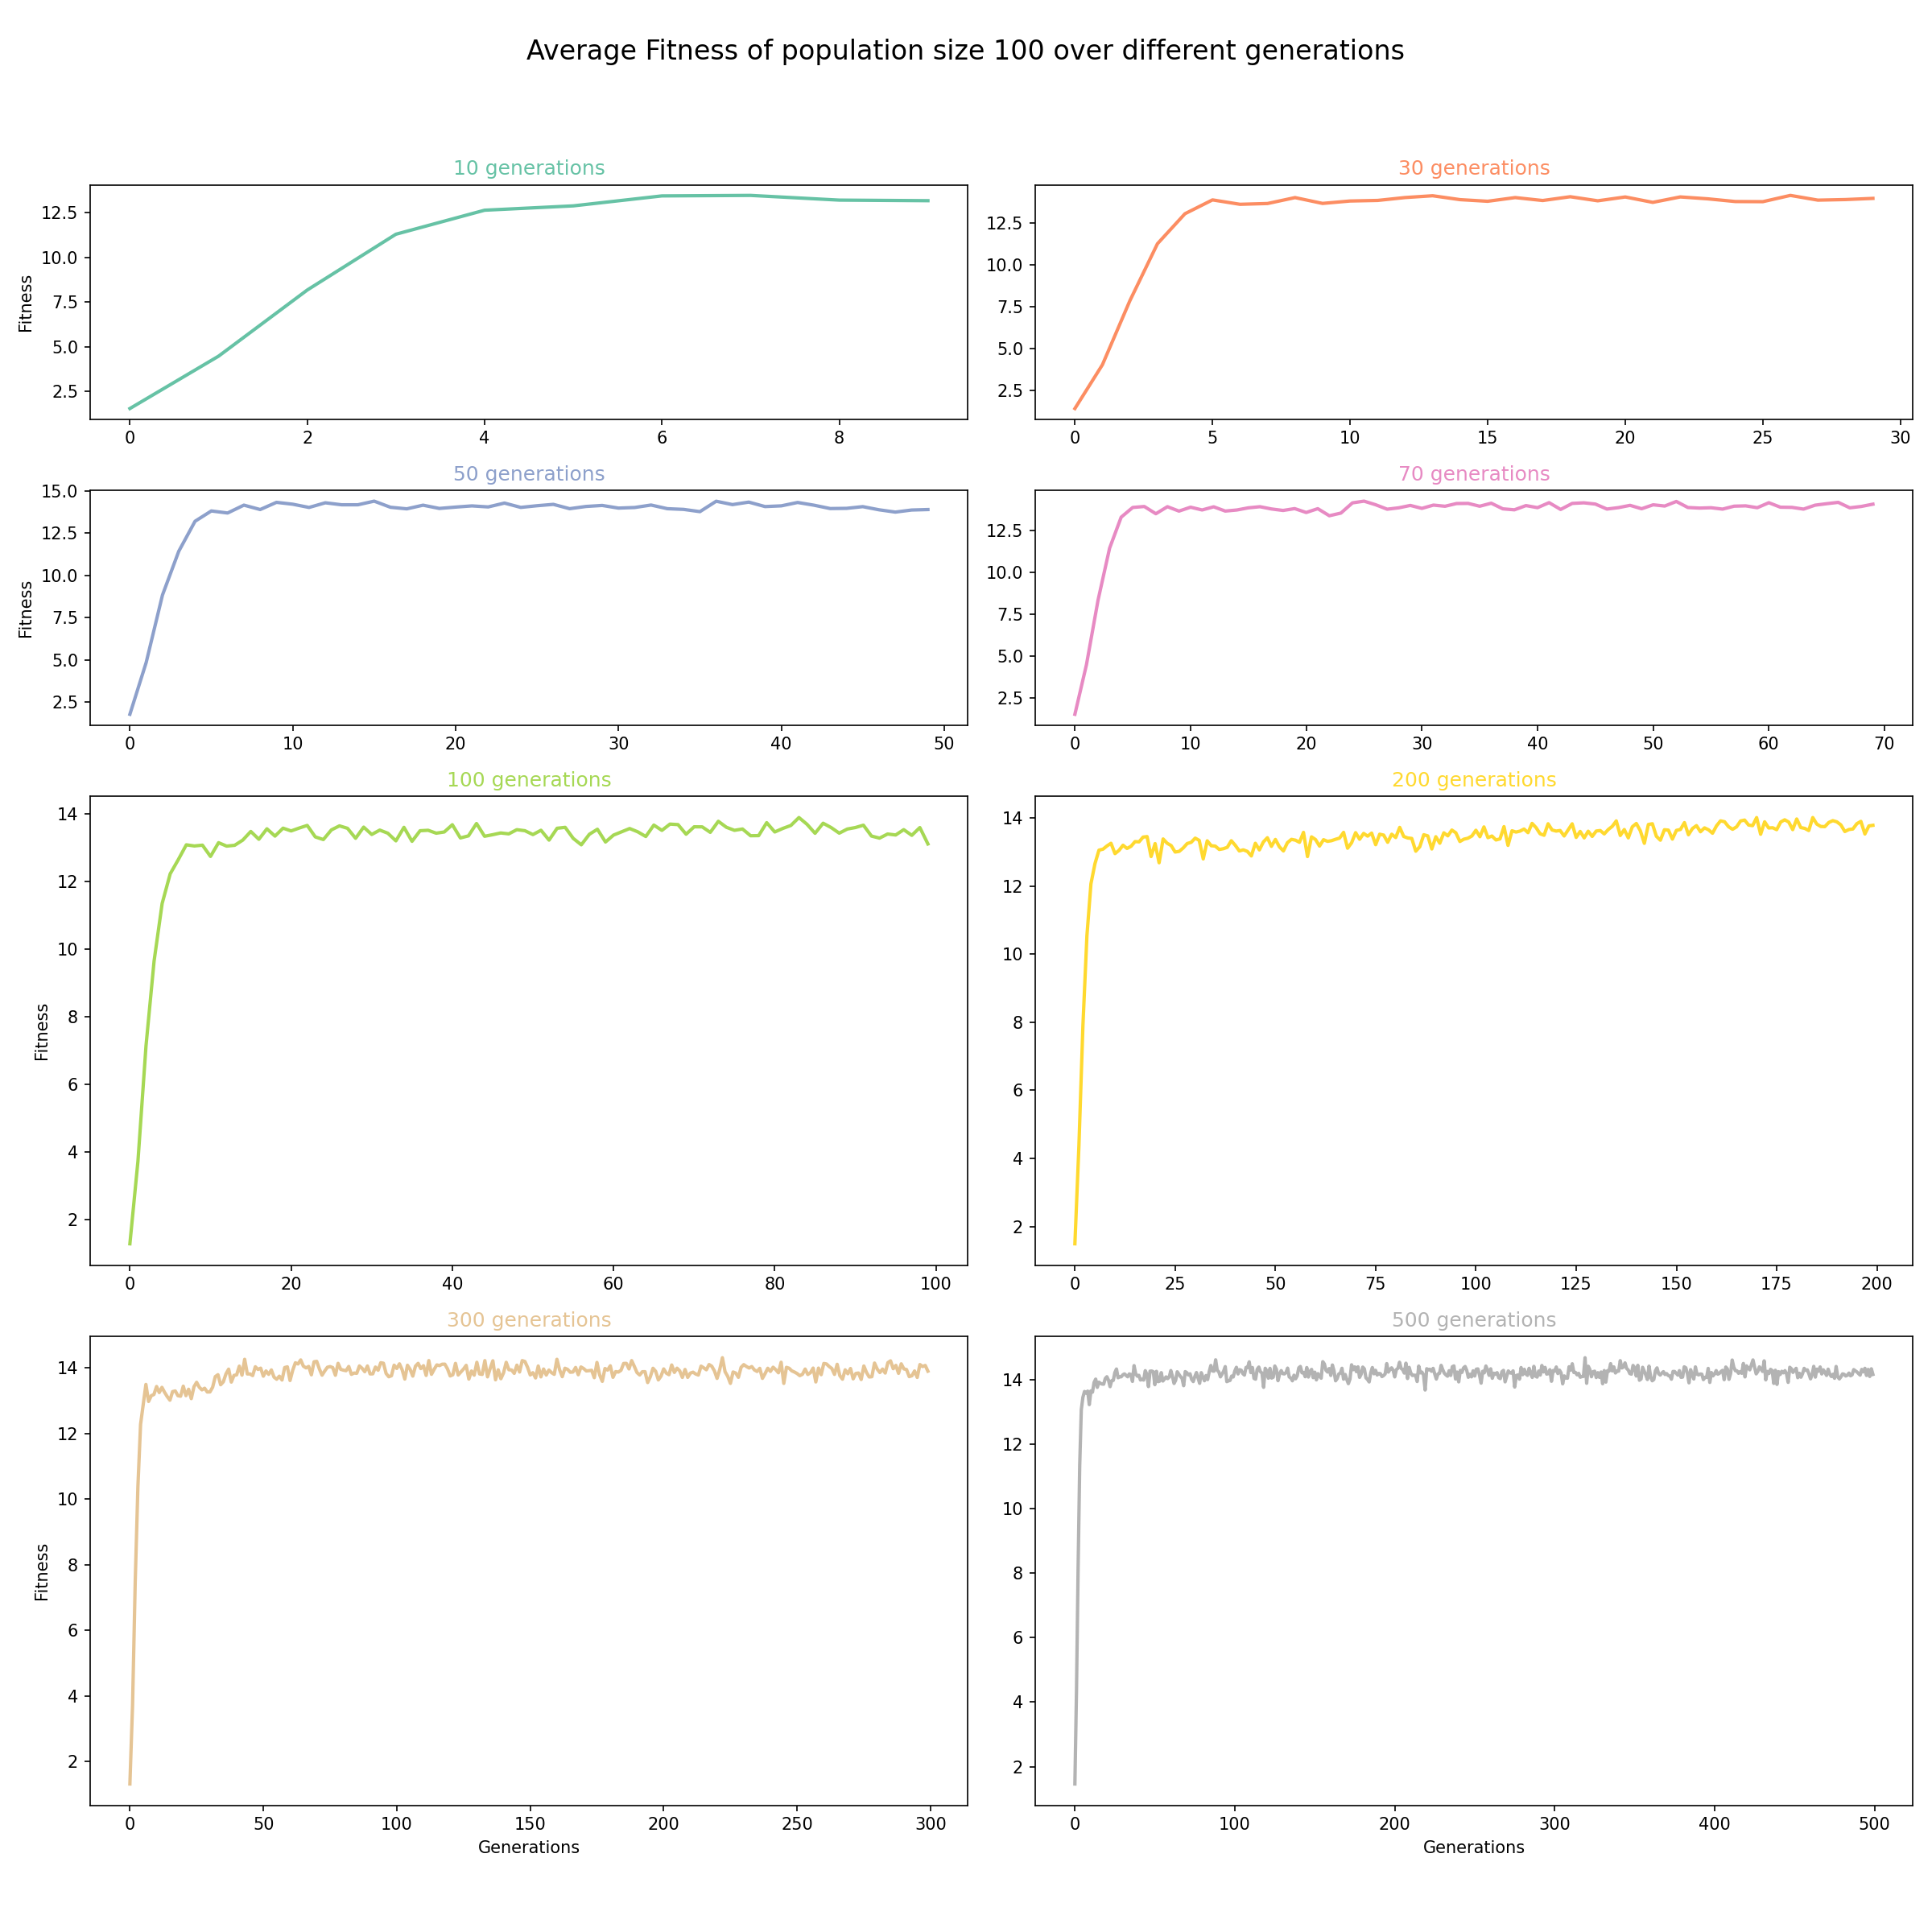 Average Fitness of population size 100 over different generations
10 generations
30 generations
Fitness
12.5
10.0
7.5
5.0
2.5
0 2 4 6 8
12.5
10.0
7.5
5.0
2.5
0 5 10 15 20 25 30
50 generations
70 generations
Fitness
15.0
12.5
10.0
7.5
5.0
2.5
0 10 20 30 40 50
12.5
10.0
7.5
5.0
2.5
0 10 20 30 40 50 60 70
100 generations
200 generations
Fitness
14
12
10
8
6
4
2
0 20 40 60 80 100
14
12
10
8
6
4
2
0 25 50 75 100 125 150 175 200
300 generations
500 generations
Fitness
14
12
10
8
6
4
2
0 50 100 150 200 250 300
Generations
14
12
10
8
6
4
2
0 100 200 300 400 500
Generations